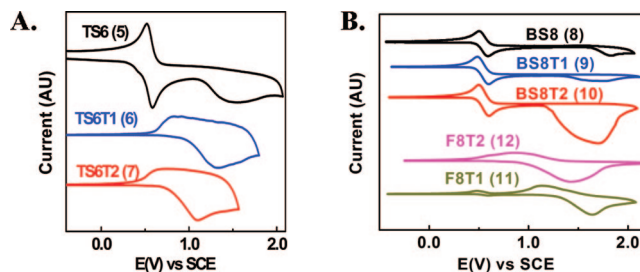 A.
TS6 (5)
TS6T1 (6)
TS6T2 (7)
Current (AU)
0.0 1.0 2.0
E(V) vs SCE
B.
BS8 (8)
BS8T1 (9)
BS8T2 (10)
F8T2 (12)
F8T1 (11)
Current (AU)
0.0 1.0 2.0
E(V) vs SCE